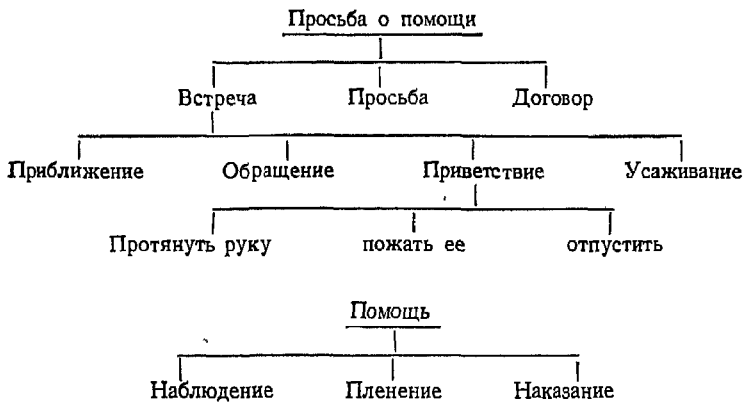 Просьба о помощи
Встреча Просьба Договор
Приближение Обращение Приветствие Усаживание
Протянуть руку пожать ее отпустить
Помощь
Наблюдение Пленение Наказание